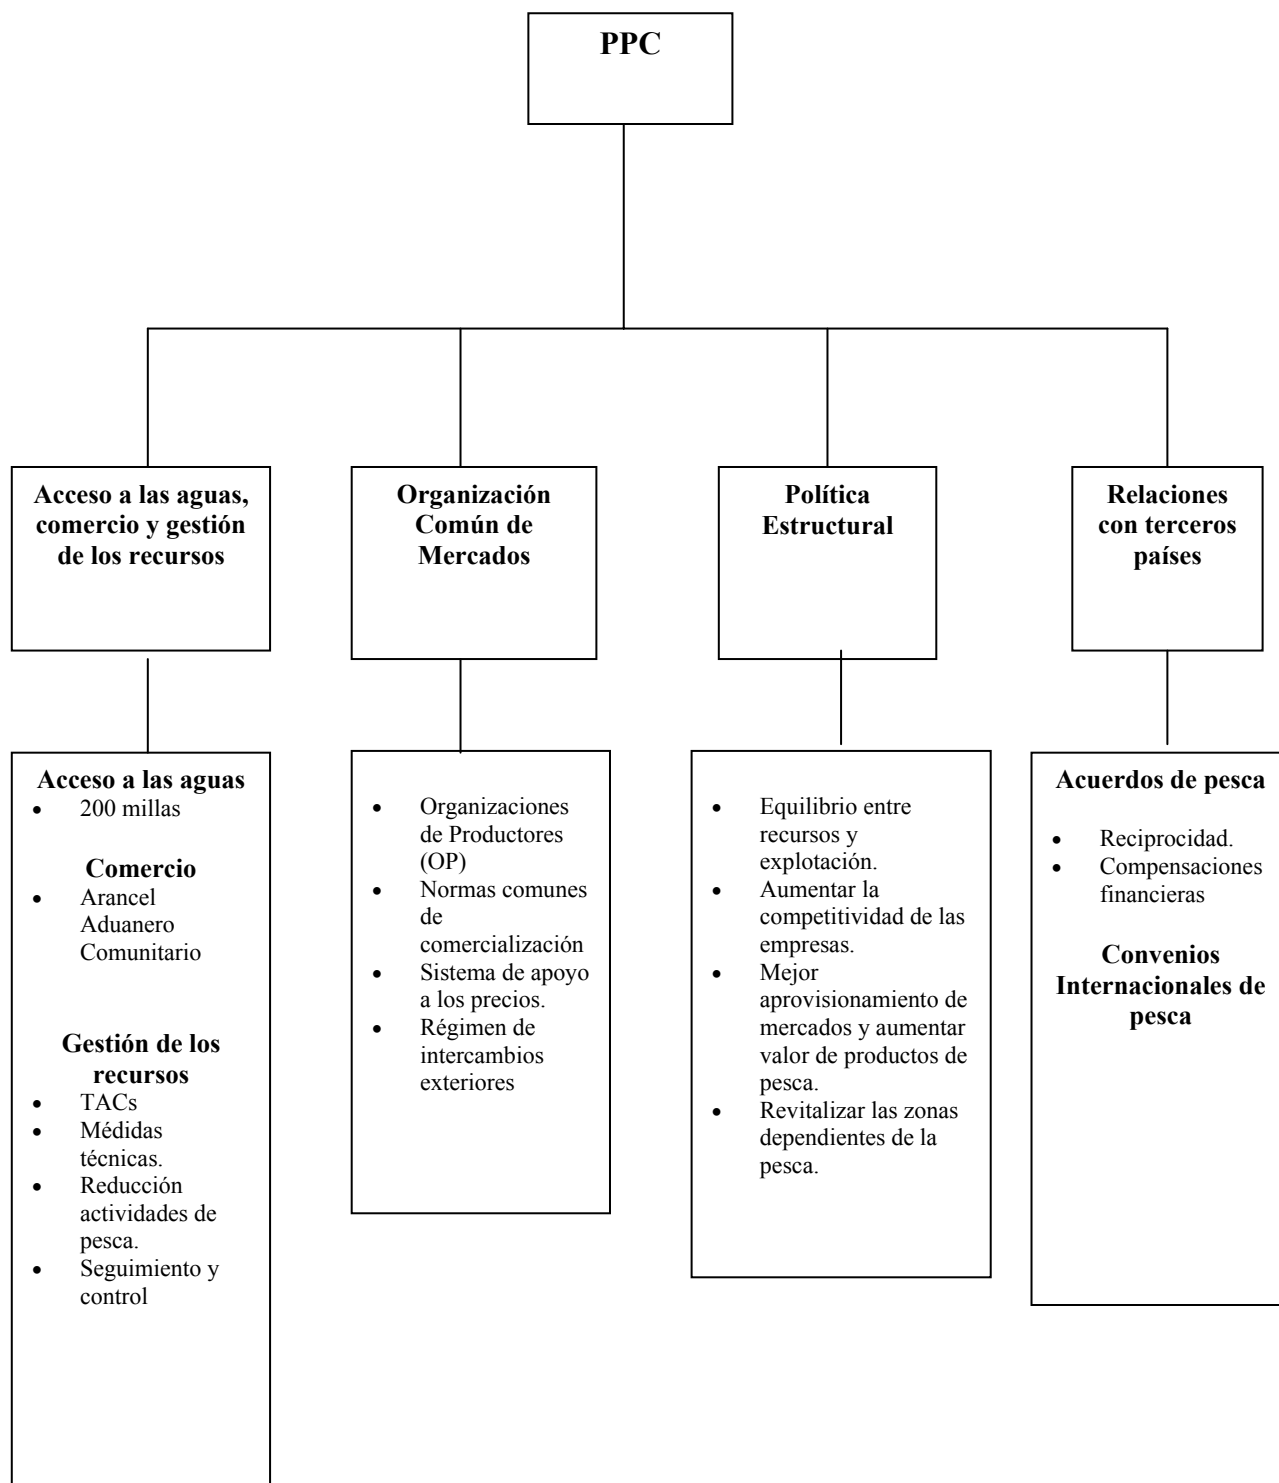 PPC
Acceso a las aguas,
comercio y gestión
de los recursos
Organización
Común de
Mercados
Política
Estructural
Relaciones
con terceros
países
Acceso a las aguas
• 200 millas
Comercio
• Arancel
Aduanero
Comunitario
Gestión de los
recursos
• TACs
• Médidas
técnicas.
• Reducción
actividades de
pesca.
• Seguimiento y
control
• Organizaciones
de Productores
(OP)
• Normas comunes
de
comercialización
• Sistema de apoyo
a los precios.
• Régimen de
intercambios
exteriores
• Equilibrio entre
recursos y
explotación.
• Aumentar la
competitividad de las
empresas.
• Mejor
aprovisionamiento de
mercados y aumentar
valor de productos de
pesca.
• Revitalizar las zonas
dependientes de la
pesca.
Acuerdos de pesca
• Reciprocidad.
• Compensaciones
financieras
Convenios
Internacionales de
pesca